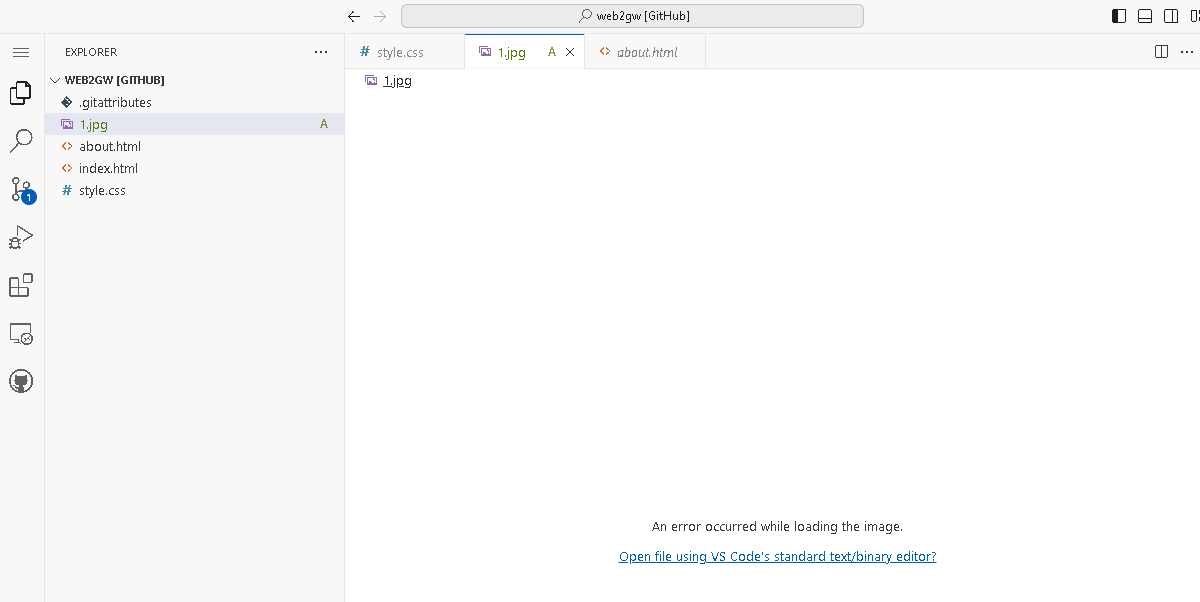 web2gw [GitHub]
EXPLORER
WEB2GW [GITHUB]
.gitattributes
1.jpg A
about.html
index.html
# style.css
1
# style.css
1.jpg A
about.html
1.jpg
An error occurred while loading the image.
Open file using VS Code's standard text/binary editor?